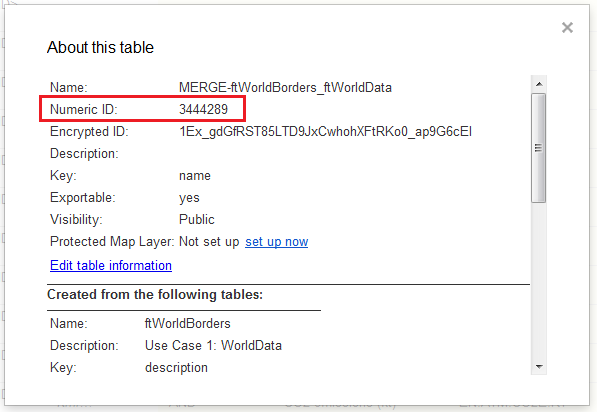 About this table
Name: MERGE-ftWorldBorders_ftWorldData
Numeric ID: 3444289
Encrypted ID: 1Ex_gdGfRST85LTD9JxCwhohXFtRKo0_ap9G6cEI
Description:
Key: name
Exportable: yes
Visibility: Public
Protected Map Layer: Not set up set up now
Edit table information
Created from the following tables:
Name: ftWorldBorders
Description: Use Case 1: WorldData
Key: description